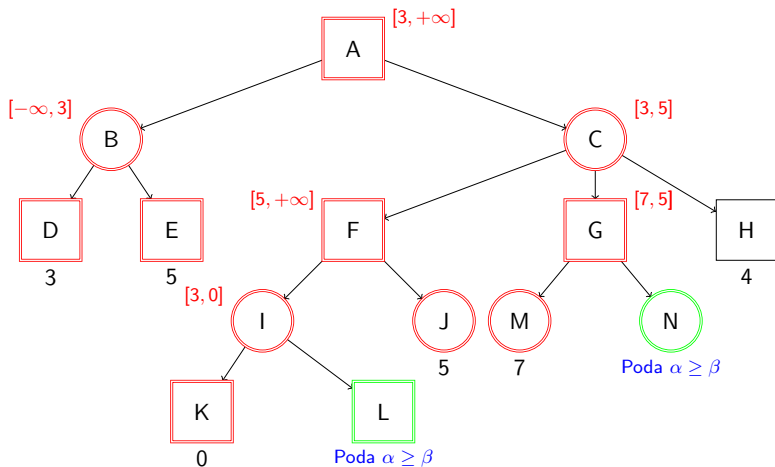 A
[3, +∞]
[−∞, 3]
B
C
[3, 5]
D
3
E
5
[5, +∞]
F
G
[7, 5]
H
4
[3, 0]
I
J
5
M
7
N
Poda α ≥ β
K
0
L
Poda α ≥ β